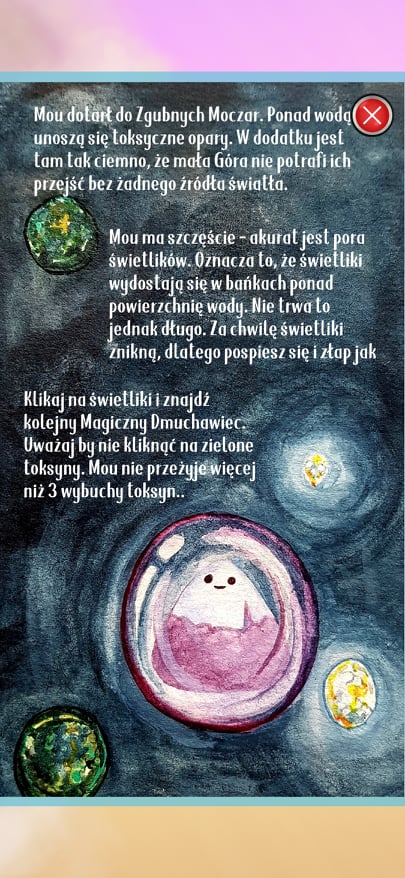 Mou dotarł do Zgubnych Moczar. Ponad wodą
unoszą się toksyczne opary. W dodatku jest
tam tak ciemno, że mała Góra nie potrafi ich
przejść bez żadnego źródła światła.
Mou ma szczęście - akurat jest pora
świetlików. Oznacza to, że świetliki
wydostają się w bańkach ponad
powierzchnię wody. Nie trwa to
jednak długo. Za chwilę świetliki
znikną, dlatego pospiesz się i złap jak
Klikaj na świetliki i znajdź
kolejny Magiczny Dmuchawiec.
Uważaj by nie kliknąć na zielone
toksyny. Mou nie przeżyje więcej
niż 3 wybuchy toksyn..